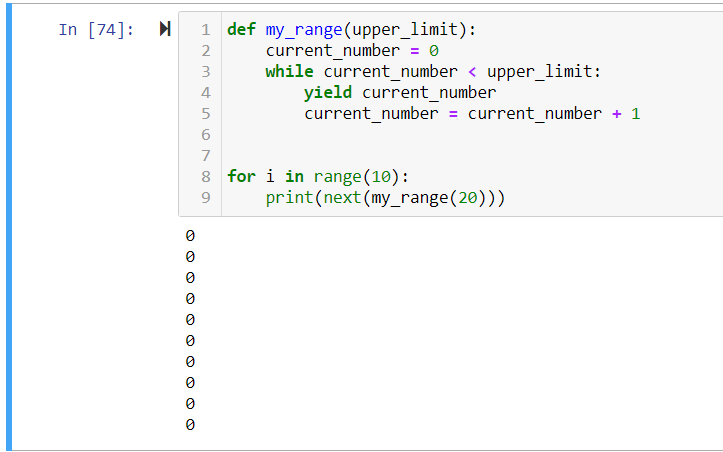 In [74]:
1 def my_range(upper_limit):
2     current_number = 0
3     while current_number < upper_limit:
4         yield current_number
5         current_number = current_number + 1
6
7
8 for i in range(10):
9     print(next(my_range(20)))
0
0
0
0
0
0
0
0
0
0